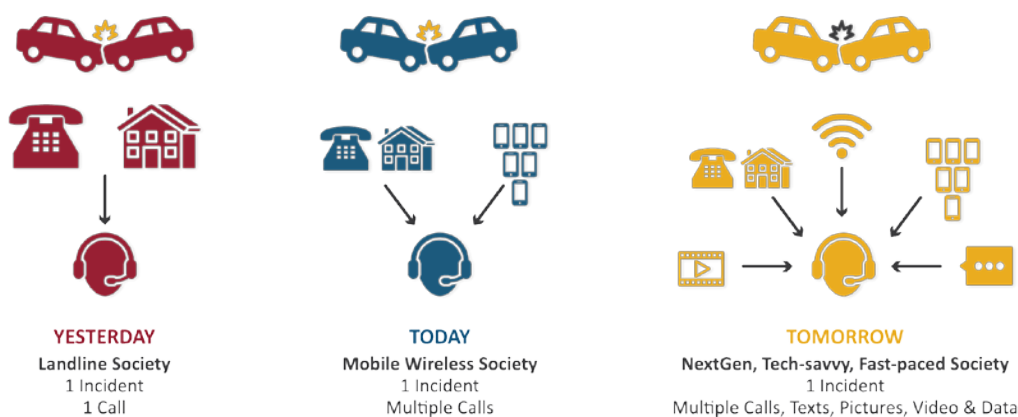 YESTERDAY
Landline Society
1 Incident
1 Call
TODAY
Mobile Wireless Society
1 Incident
Multiple Calls
TOMORROW
NextGen, Tech-savvy, Fast-paced Society
1 Incident
Multiple Calls, Texts, Pictures, Video & Data